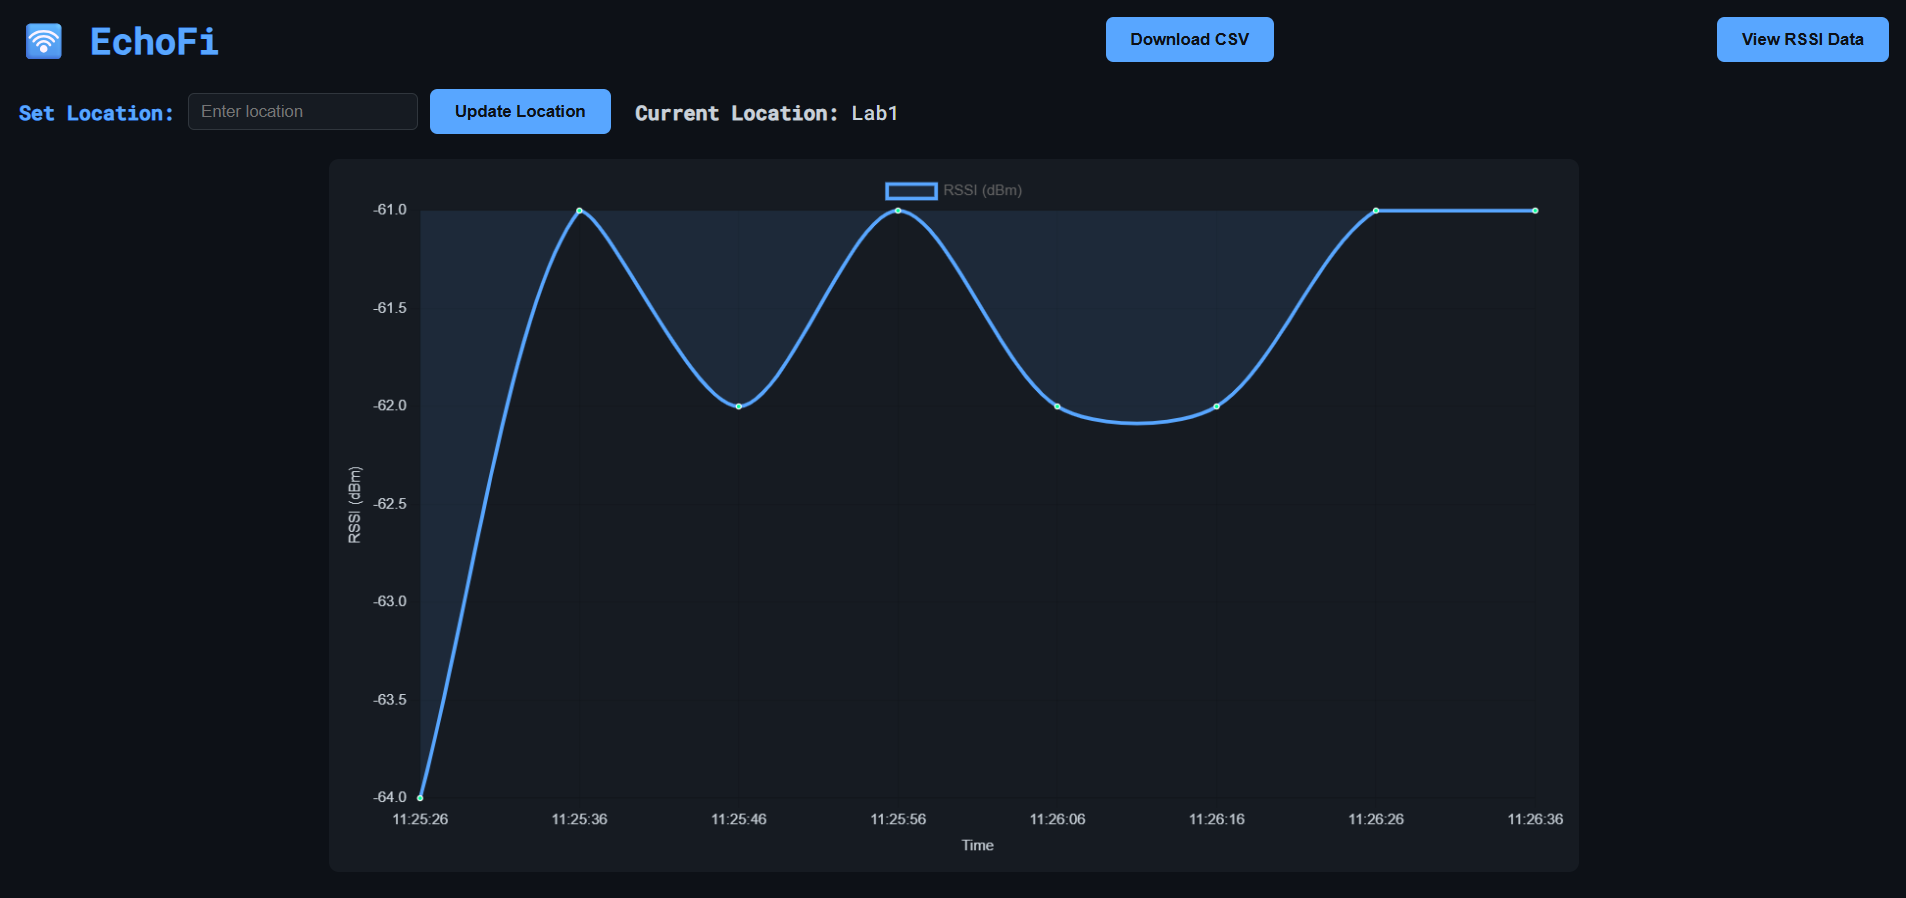 EchoFi
Download CSV
View RSSI Data
Set Location:
Enter location
Update Location
Current Location: Lab1
RSSI (dBm)
-61.0
-61.5
-62.0
-62.5
-63.0
-63.5
-64.0
RSSI (dBm)
11:25:26
11:25:36
11:25:46
11:25:56
11:26:06
11:26:16
11:26:26
11:26:36
Time